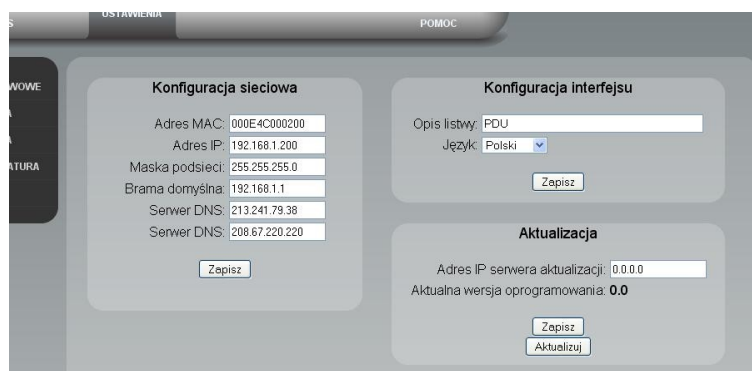 USTAWIENIA
POMOC
Konfiguracja sieciowa
Adres MAC: 000E4C000200
Adres IP: 192.168.1.200
Maska podsieci: 255.255.255.0
Brama domyślna: 192.168.1.1
Serwer DNS: 213.241.79.38
Serwer DNS: 208.67.220.220
Zapisz
Konfiguracja interfejsu
Opis listwy: PDU
Język: Polski
Zapisz
Aktualizacja
Adres IP serwera aktualizacji: 0.0.0.0
Aktualna wersja oprogramowania: 0.0
Zapisz
Aktualizuj